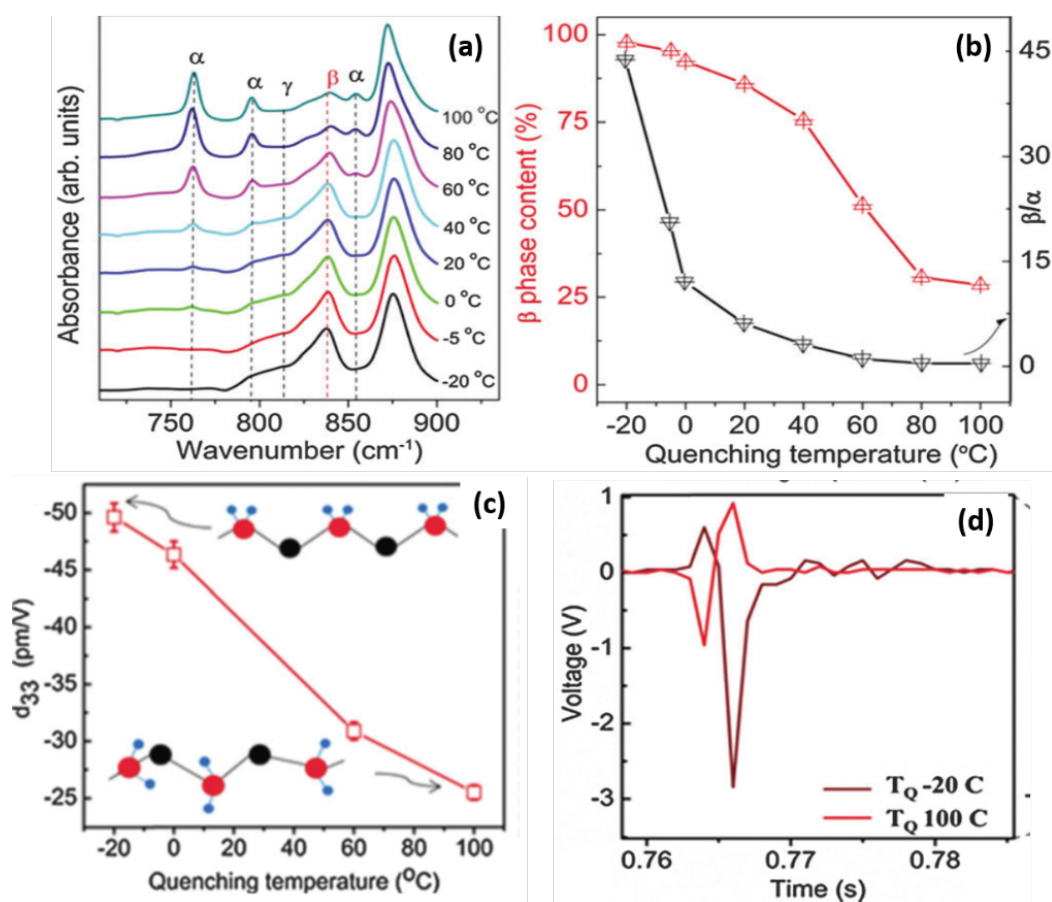 (a)
Absorbance (arb. units)
α
α
γ
β
α
100 °C
80 °C
60 °C
40 °C
20 °C
0 °C
-5 °C
-20 °C
750 800 850 900
Wavenumber (cm-1)
(b)
β phase content (%)
100
75
50
25
0
45
30
15
0
β/α
-20 0 20 40 60 80 100
Quenching temperature (°C)
(c)
d33 (pm/V)
-50
-45
-40
-35
-30
-25
-20 0 20 40 60 80 100
Quenching temperature (°C)
(d)
Voltage (V)
1
0
-1
-2
-3
TQ -20 C
TQ 100 C
0.76 0.77 0.78
Time (s)